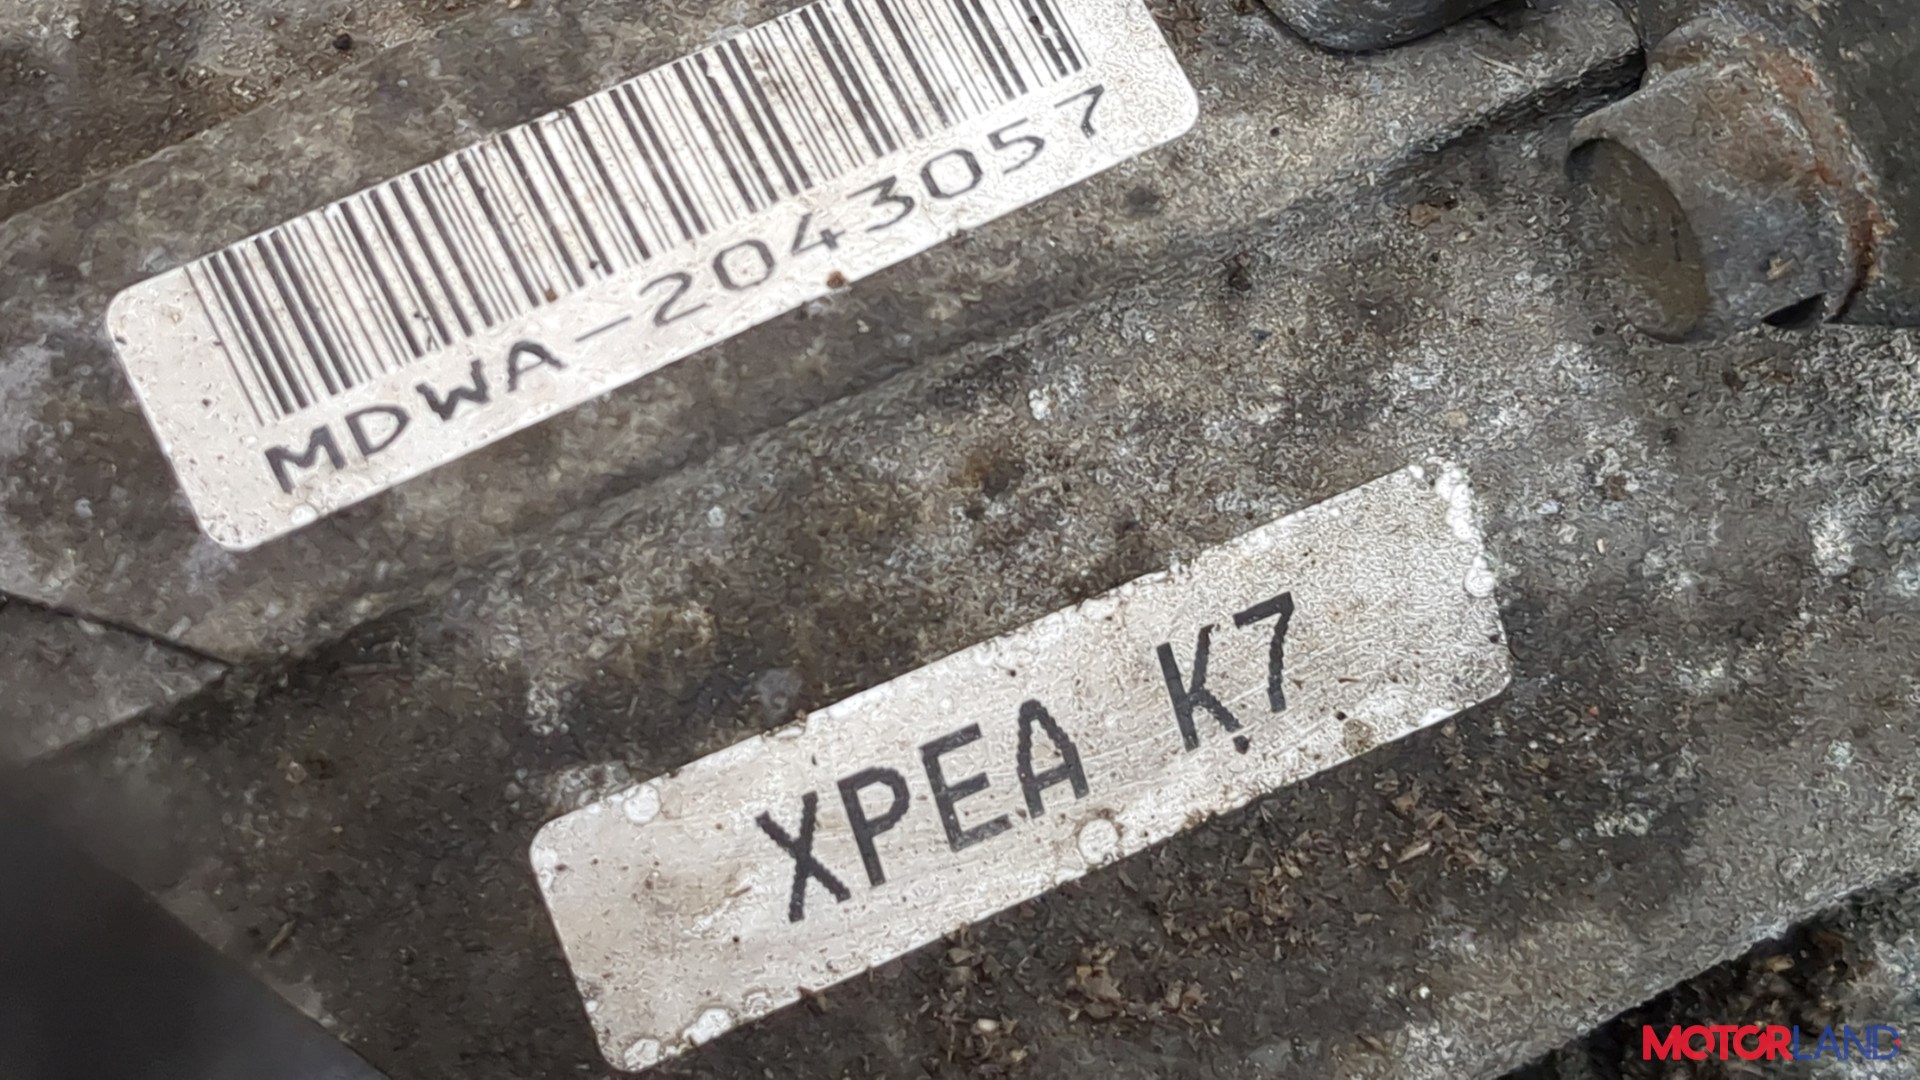 MDWA-2043057
XPEA K7
MOTORLAND